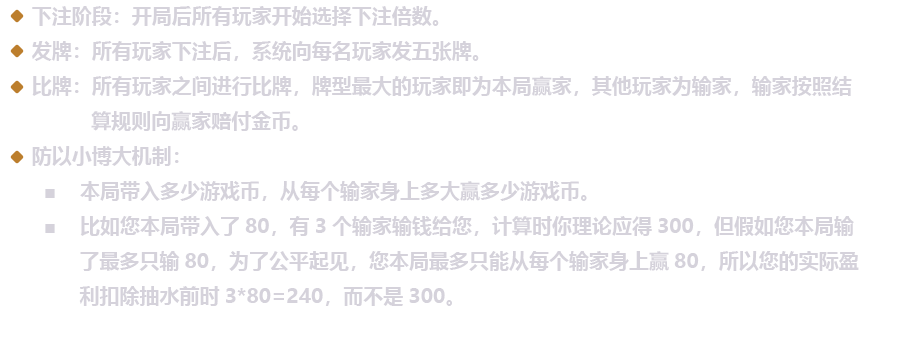 下注阶段：开局后所有玩家开始选择下注倍数。
发牌：所有玩家下注后，系统向每名玩家发五张牌。
比牌：所有玩家之间进行比牌，牌型最大的玩家即为本局赢家，其他玩家为输家，输家按照结
算规则向赢家赔付金币。
防以小博大机制：
本局带入多少游戏币，从每个输家身上多大赢多少游戏币。
比如您本局带入了 80，有 3 个输家输钱给您，计算时你理论应得 300，但假如您本局输
了最多只输 80，为了公平起见，您本局最多只能从每个输家身上赢 80，所以您的实际盈
利扣除抽水前时 3*80=240，而不是 300。